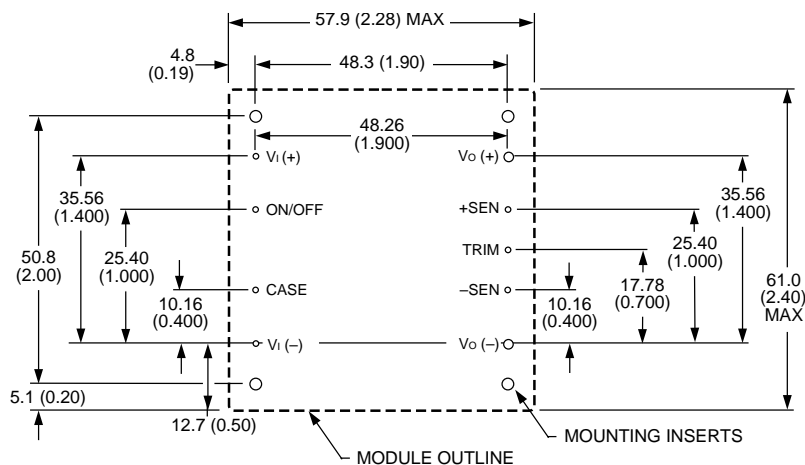 57.9 (2.28) MAX
4.8
(0.19)
48.3 (1.90)
48.26
(1.900)
VI (+)
VO (+)
35.56
(1.400)
35.56
(1.400)
ON/OFF
+SEN
25.40
(1.000)
25.40
(1.000)
TRIM
50.8
(2.00)
17.78
(0.700)
61.0
(2.40)
MAX
CASE
–SEN
10.16
(0.400)
10.16
(0.400)
VI (–)
VO (–)
5.1 (0.20)
12.7 (0.50)
MOUNTING INSERTS
MODULE OUTLINE